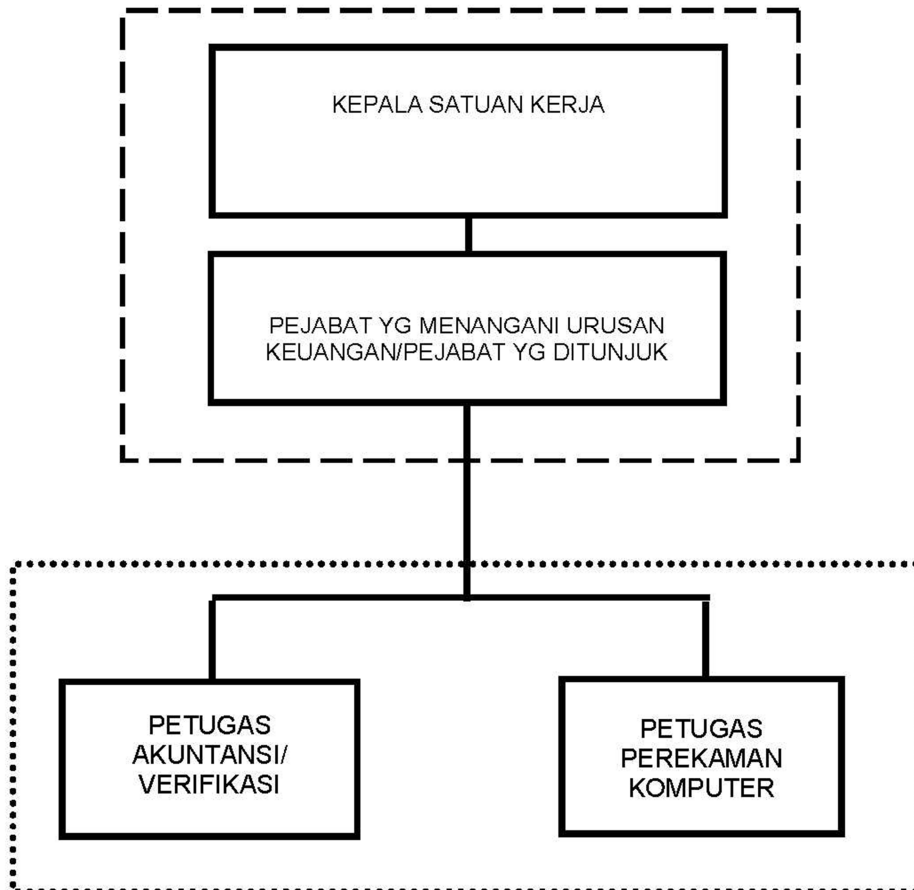 KEPALA SATUAN KERJA
PEJABAT YG MENANGANI URUSAN
KEUANGAN/PEJABAT YG DITUNJUK
PETUGAS
AKUNTANSI/
VERIFIKASI
PETUGAS
PEREKAMAN
KOMPUTER